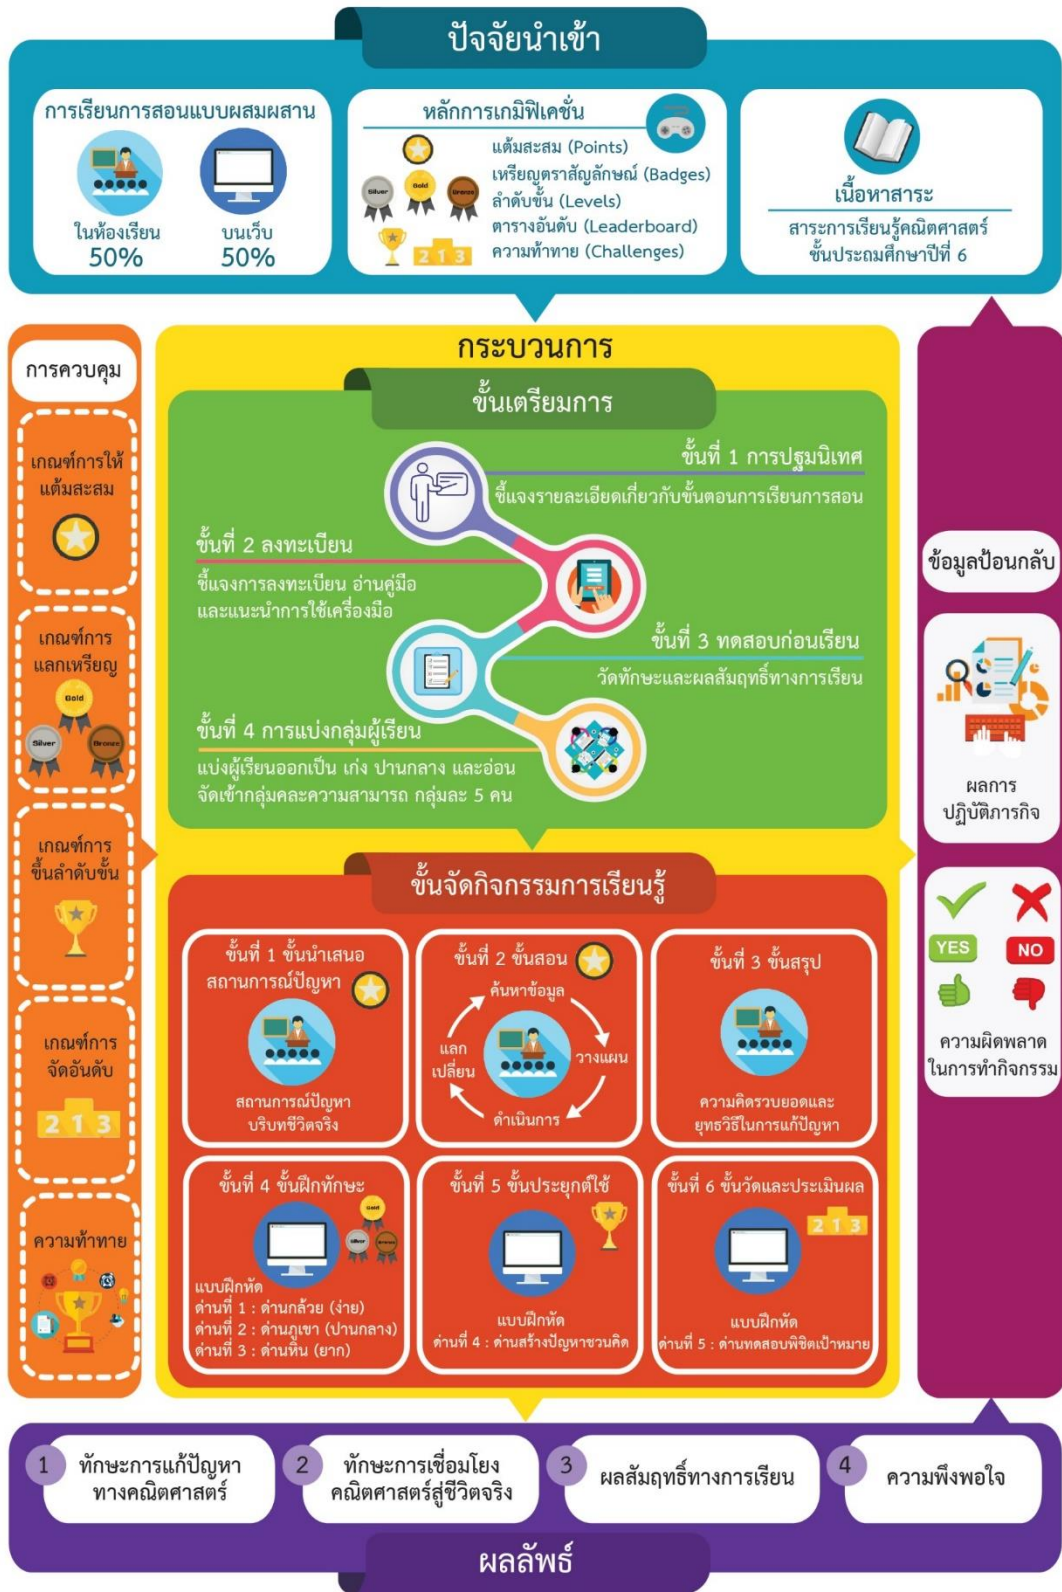 ปัจจัยนำเข้า
การเรียนการสอนแบบผสมผสาน
ในห้องเรียน
50%
บนเว็บ
50%
หลักการเกมิฟิเคชั่น
แต้มสะสม (Points)
เหรียญตราสัญลักษณ์ (Badges)
ลำดับขั้น (Levels)
ตารางอันดับ (Leaderboard)
ความท้าทาย (Challenges)
Silver
Gold
Bronze
2 1 3
เนื้อหาสาระ
สาระการเรียนรู้คณิตศาสตร์
ชั้นประถมศึกษาปีที่ 6
การควบคุม
เกณฑ์การให้
แต้มสะสม
เกณฑ์การ
แลกเหรียญ
Gold
Silver
Bronze
เกณฑ์การ
ขึ้นลำดับขั้น
เกณฑ์การ
จัดอันดับ
2 1 3
ความท้าทาย
กระบวนการ
ขั้นเตรียมการ
ขั้นที่ 1 การปฐมนิเทศ
ชี้แจงรายละเอียดเกี่ยวกับขั้นตอนการเรียนการสอน
ขั้นที่ 2 ลงทะเบียน
ชี้แจงการลงทะเบียน อ่านคู่มือ
และแนะนำการใช้เครื่องมือ
ขั้นที่ 3 ทดสอบก่อนเรียน
วัดทักษะและผลสัมฤทธิ์ทางการเรียน
ขั้นที่ 4 การแบ่งกลุ่มผู้เรียน
แบ่งผู้เรียนออกเป็น เก่ง ปานกลาง และอ่อน
จัดเข้ากลุ่มคละความสามารถ กลุ่มละ 5 คน
ขั้นจัดกิจกรรมการเรียนรู้
ขั้นที่ 1 ขั้นนำเสนอ
สถานการณ์ปัญหา
สถานการณ์ปัญหา
บริบทชีวิตจริง
ขั้นที่ 2 ขั้นสอน
ค้นหาข้อมูล
วางแผน
ดำเนินการ
แลก
เปลี่ยน
ขั้นที่ 3 ขั้นสรุป
ความคิดรวบยอดและ
ยุทธวิธีในการแก้ปัญหา
ขั้นที่ 4 ขั้นฝึกทักษะ
Gold
Silver
Bronze
แบบฝึกหัด
ด่านที่ 1 : ด่านกล้วย (ง่าย)
ด่านที่ 2 : ด่านภูเขา (ปานกลาง)
ด่านที่ 3 : ด่านหิน (ยาก)
ขั้นที่ 5 ขั้นประยุกต์ใช้
แบบฝึกหัด
ด่านที่ 4 : ด่านสร้างปัญหาชวนคิด
ขั้นที่ 6 ขั้นวัดและประเมินผล
2 1 3
แบบฝึกหัด
ด่านที่ 5 : ด่านทดสอบพิชิตเป้าหมาย
ข้อมูลป้อนกลับ
ผลการ
ปฏิบัติภารกิจ
YES
NO
ความผิดพลาด
ในการทำกิจกรรม
1
ทักษะการแก้ปัญหา
ทางคณิตศาสตร์
2
ทักษะการเชื่อมโยง
คณิตศาสตร์สู่ชีวิตจริง
3
ผลสัมฤทธิ์ทางการเรียน
4
ความพึงพอใจ
ผลลัพธ์